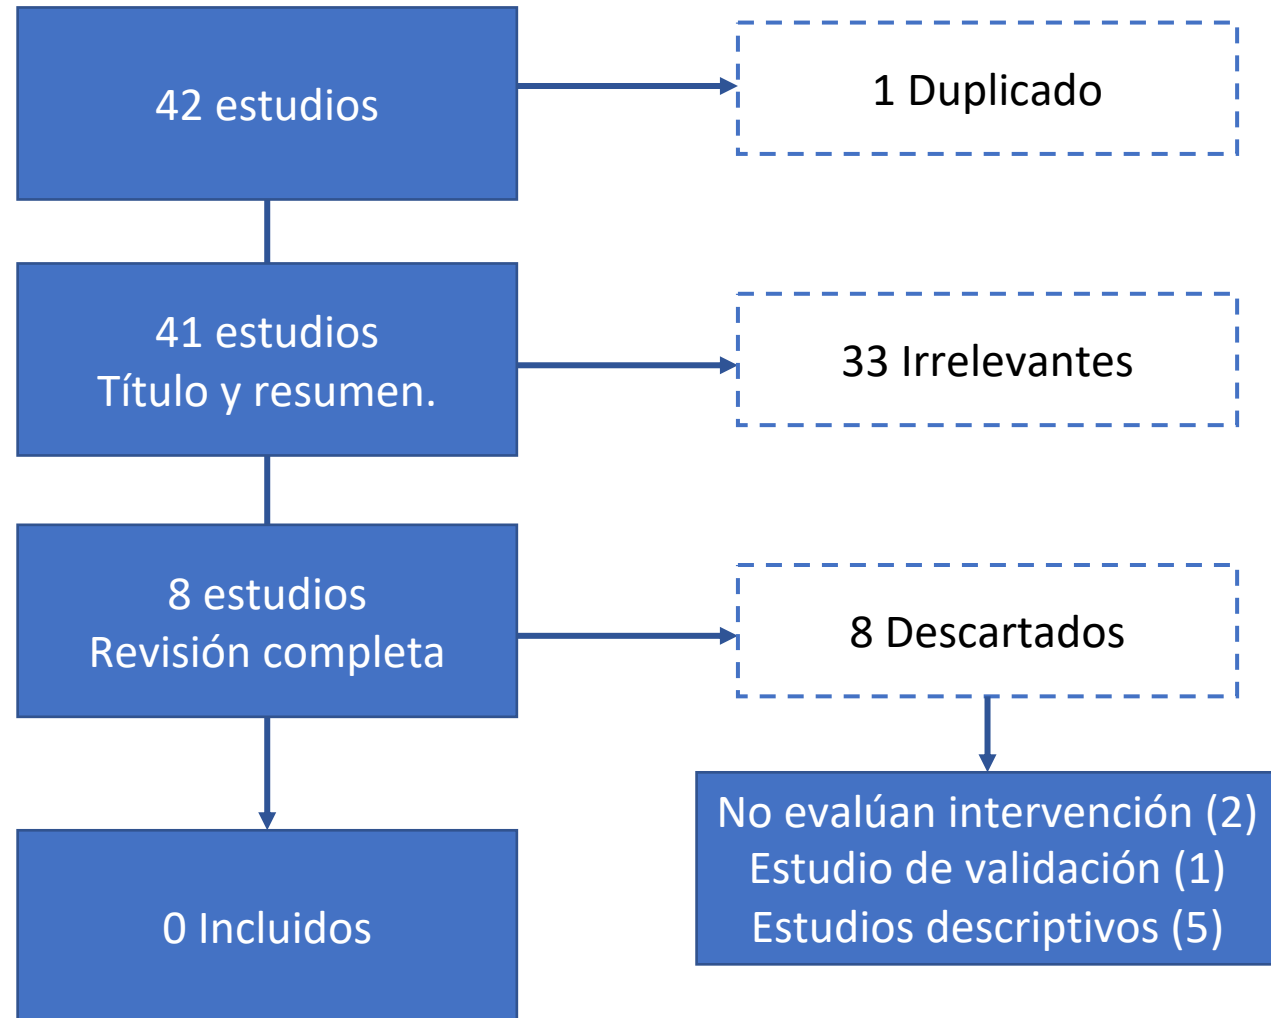 42 estudios
1 Duplicado
41 estudios
Título y resumen.
33 Irrelevantes
8 estudios
Revisión completa
8 Descartados
No evalúan intervención (2)
Estudio de validación (1)
Estudios descriptivos (5)
0 Incluidos